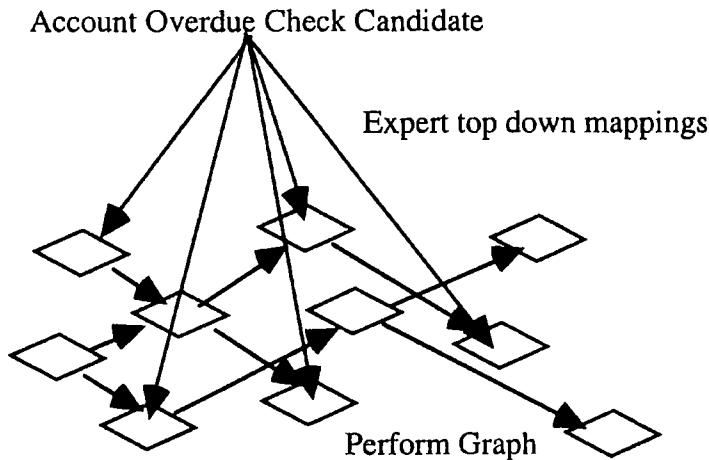 Account Overdue Check Candidate
Expert top down mappings
Perform Graph